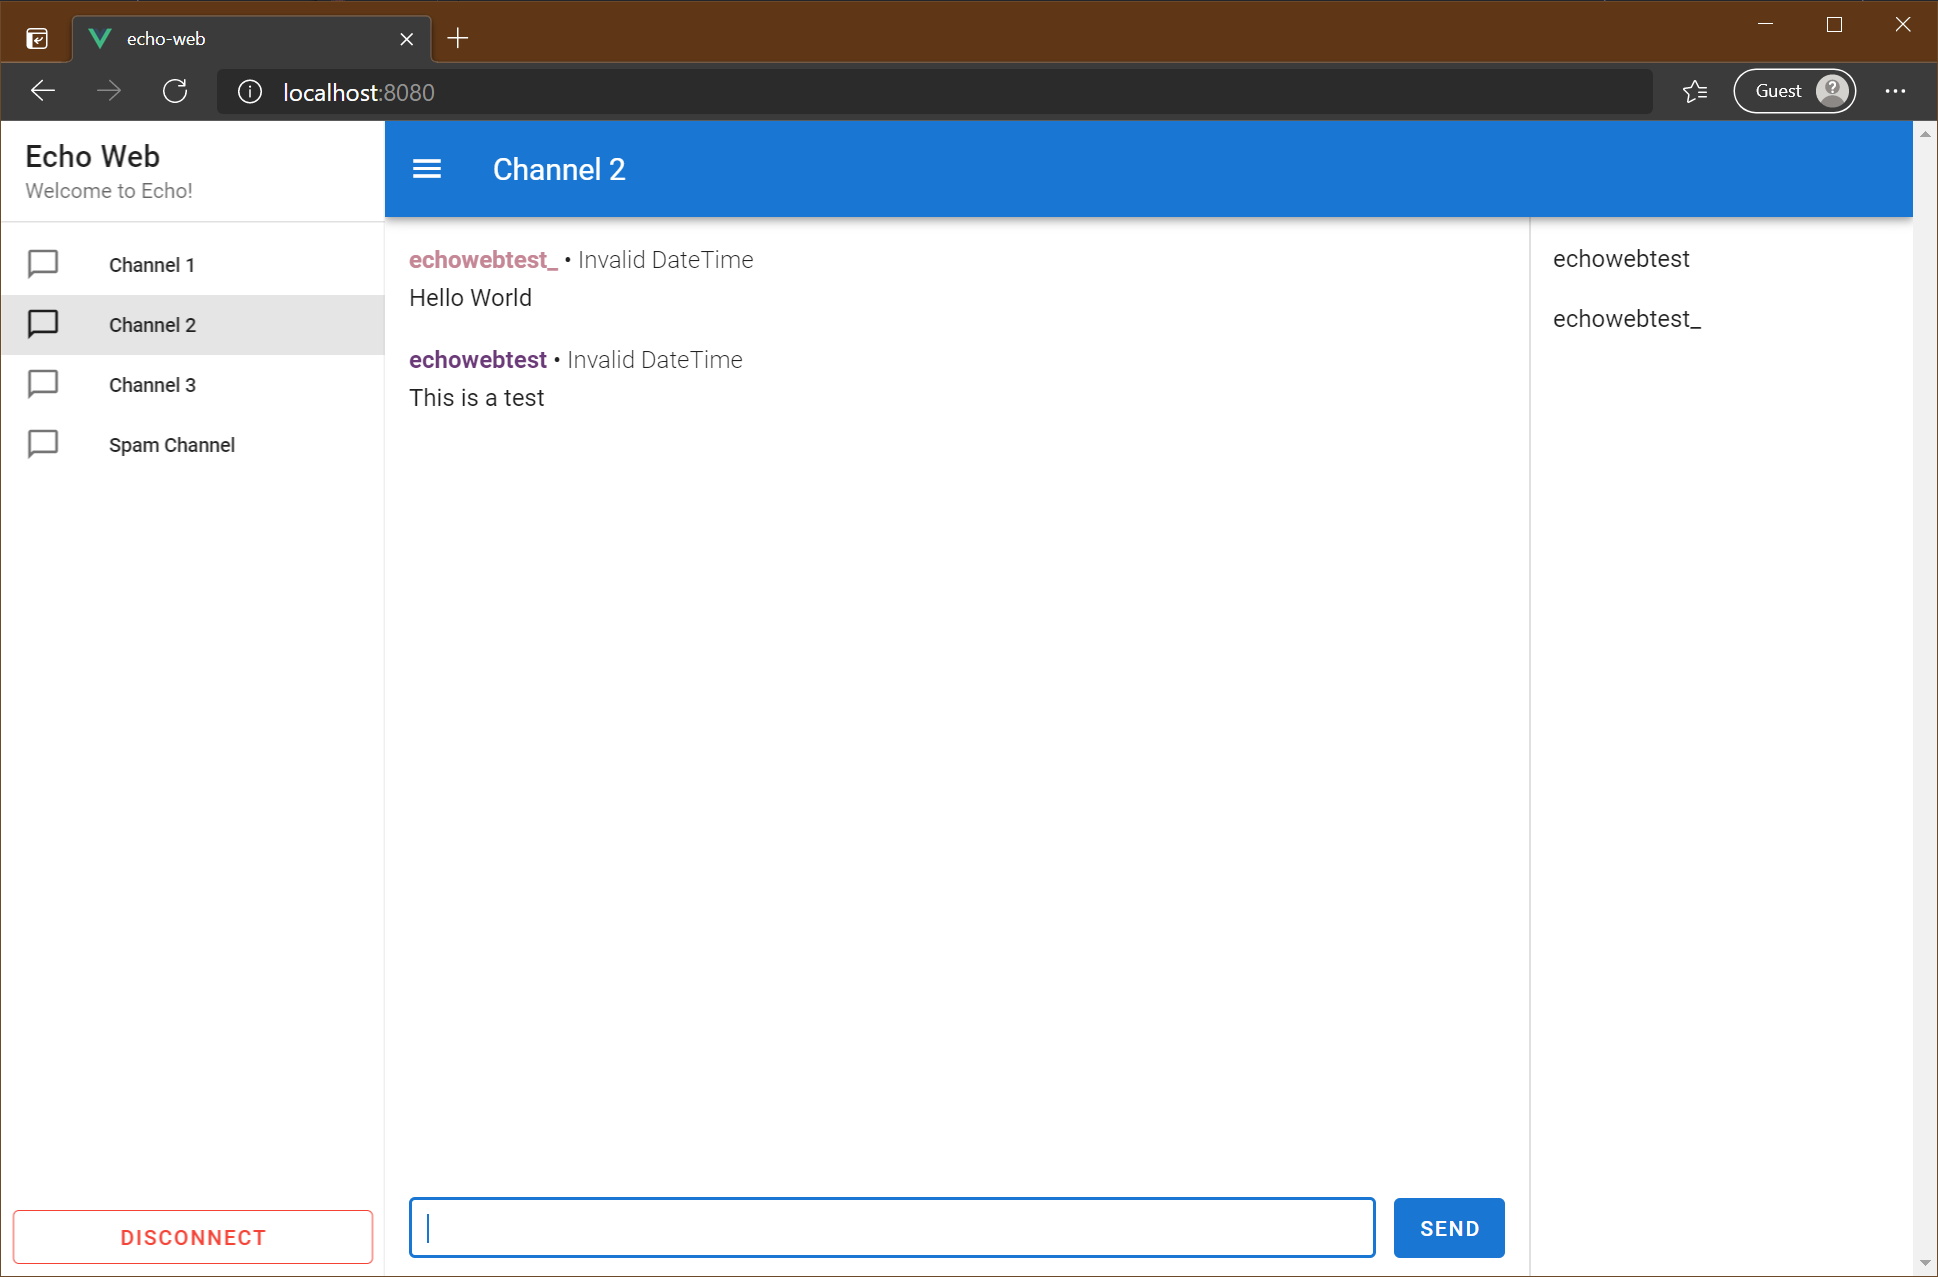 echo-web
localhost:8080
Guest
Echo Web
Welcome to Echo!
Channel 1
Channel 2
Channel 3
Spam Channel
DISCONNECT
Channel 2
echowebtest_ • Invalid DateTime
Hello World
echowebtest • Invalid DateTime
This is a test
SEND
echowebtest
echowebtest_